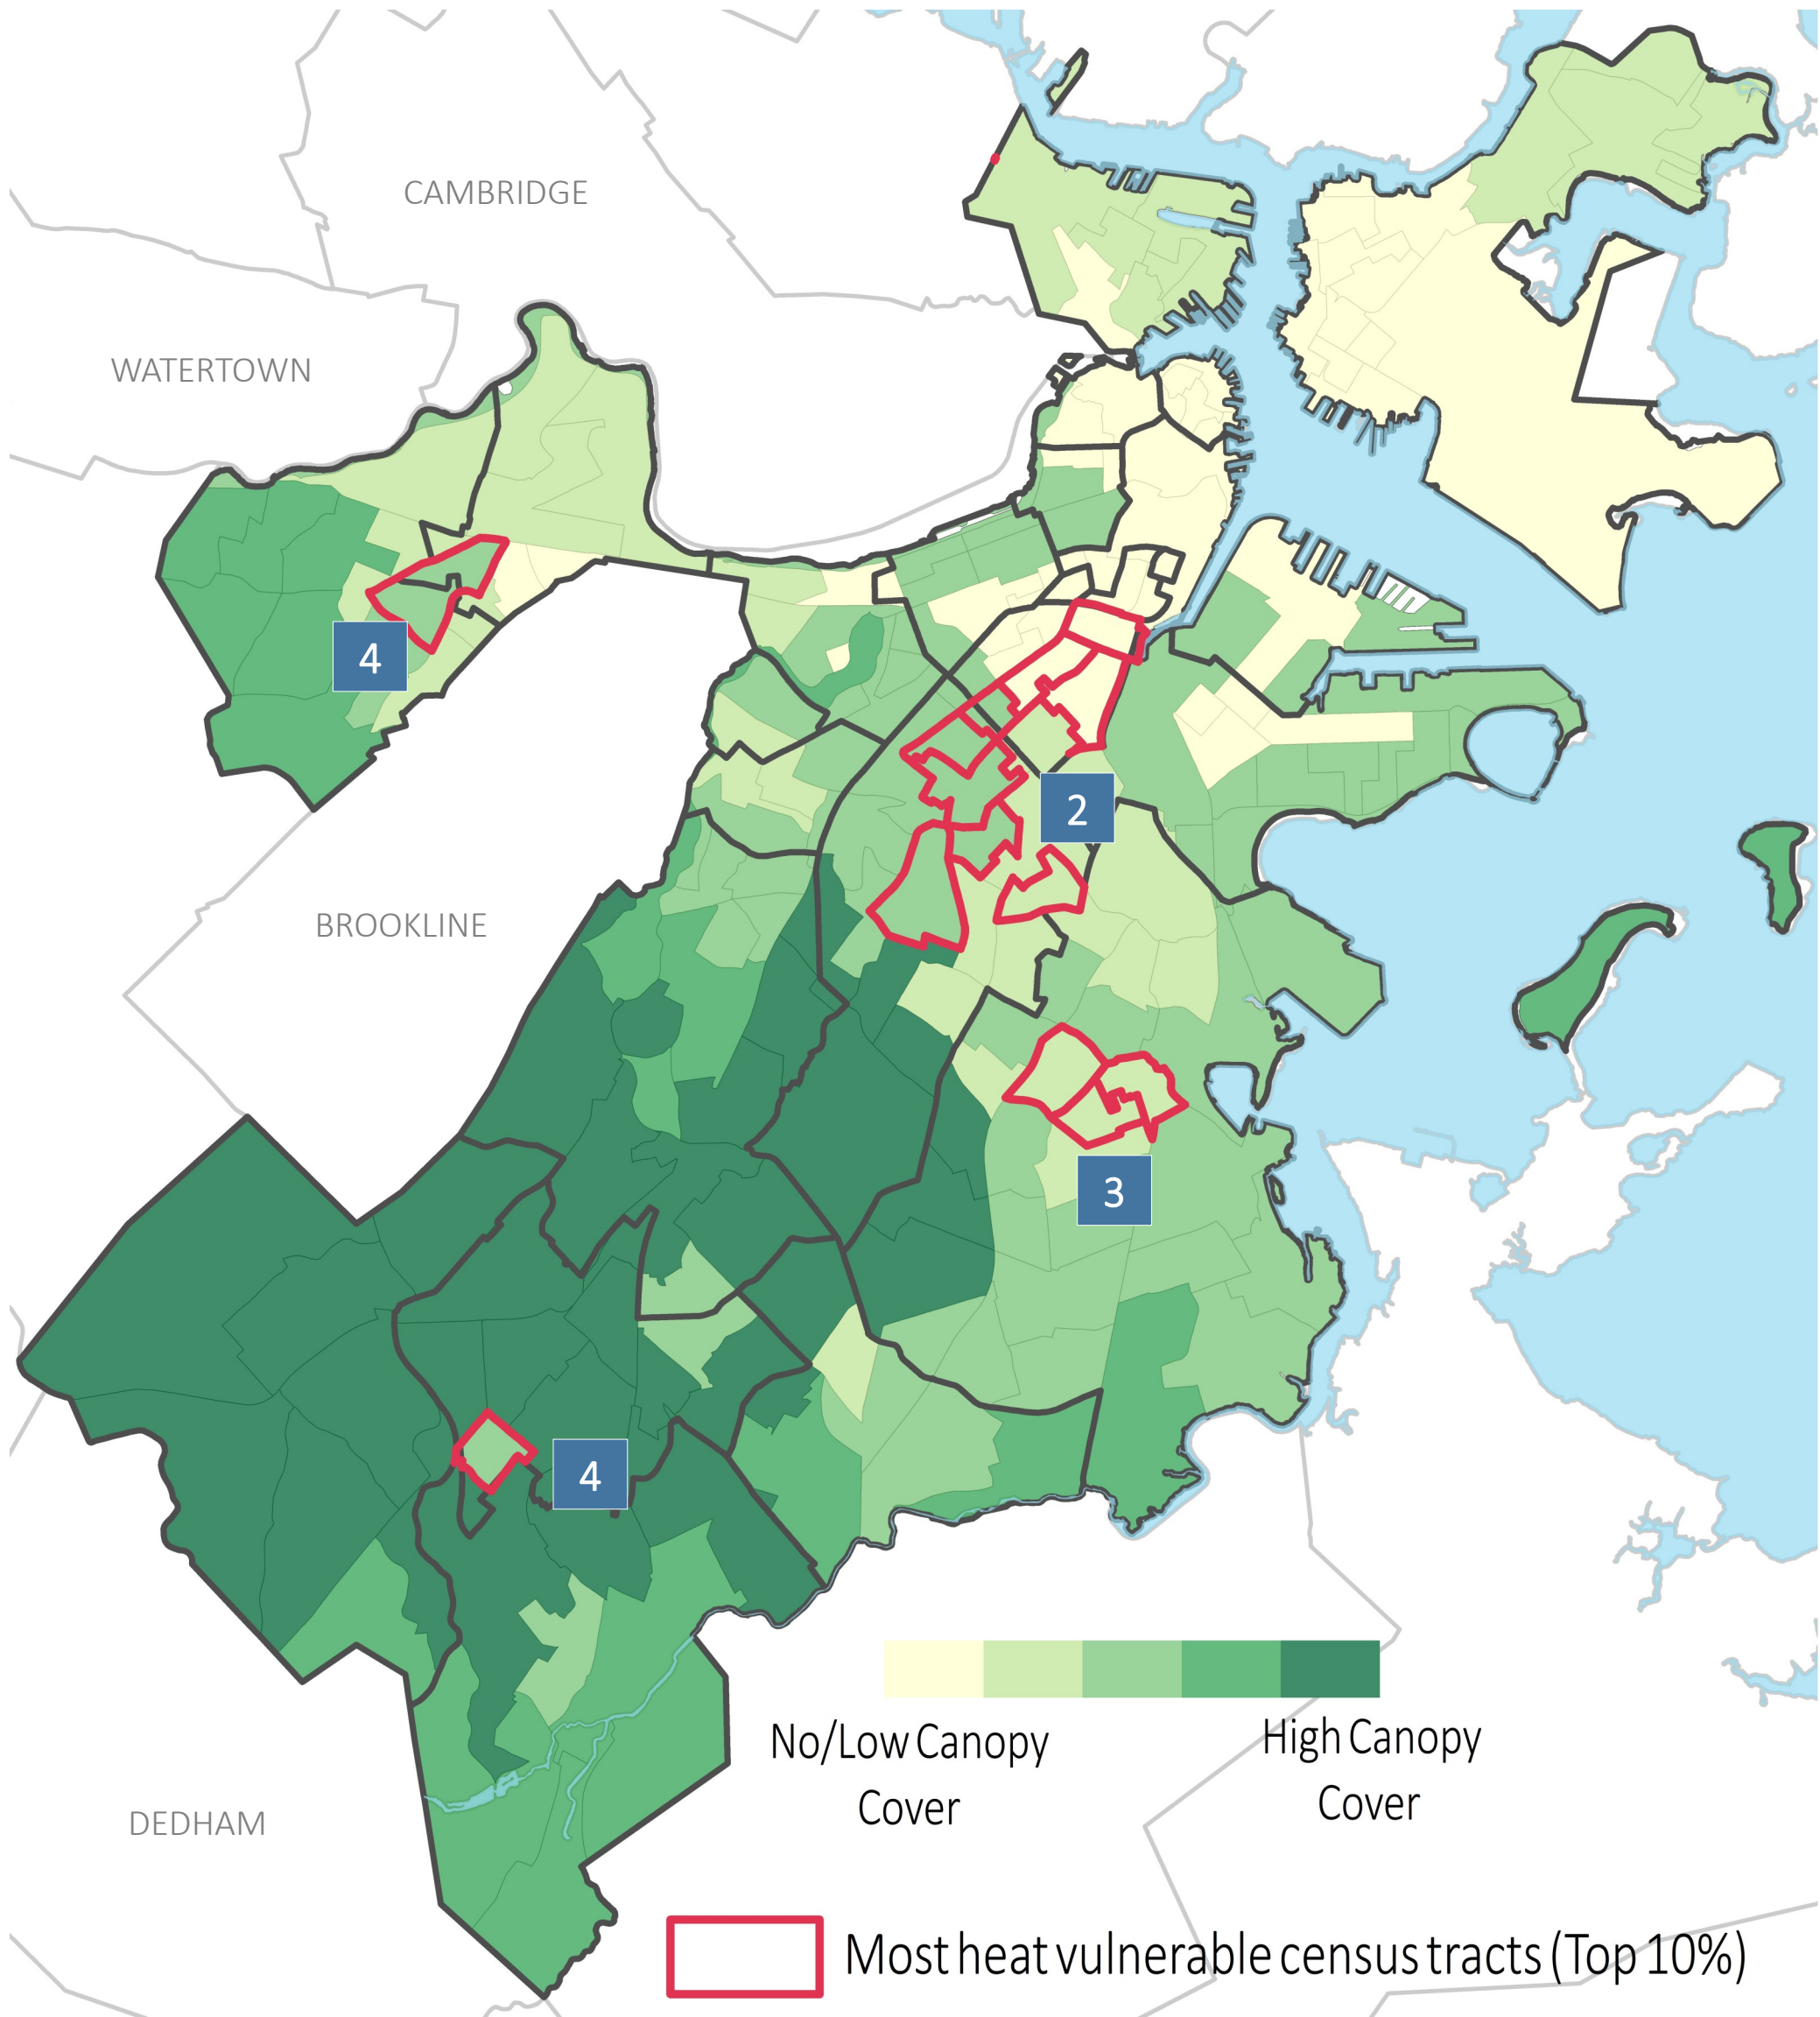 CAMBRIDGE
WATERTOWN
4
2
BROOKLINE
3
4
No/Low Canopy
Cover
High Canopy
Cover
DEDHAM
Most heat vulnerable census tracts (Top 10%)